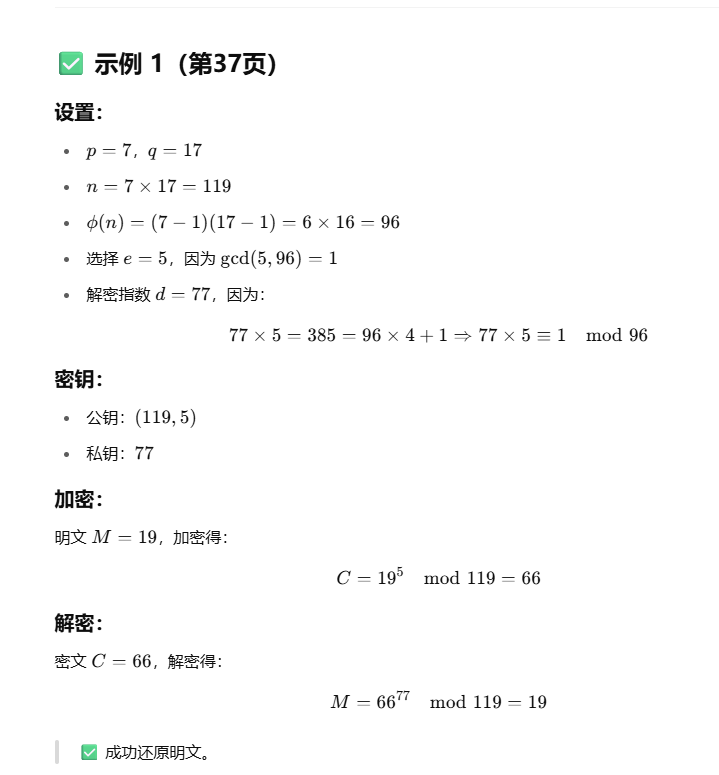 ✅ 示例 1（第37页）
设置：
• p = 7，q = 17
• n = 7 × 17 = 119
• ϕ(n) = (7 − 1)(17 − 1) = 6 × 16 = 96
• 选择 e = 5，因为 gcd(5, 96) = 1
• 解密指数 d = 77，因为：
77 × 5 = 385 = 96 × 4 + 1 ⇒ 77 × 5 ≡ 1 mod 96
密钥：
• 公钥：(119, 5)
• 私钥：77
加密：
明文 M = 19，加密得：
C = 19⁵ mod 119 = 66
解密：
密文 C = 66，解密得：
M = 66⁷⁷ mod 119 = 19
✅ 成功还原明文。